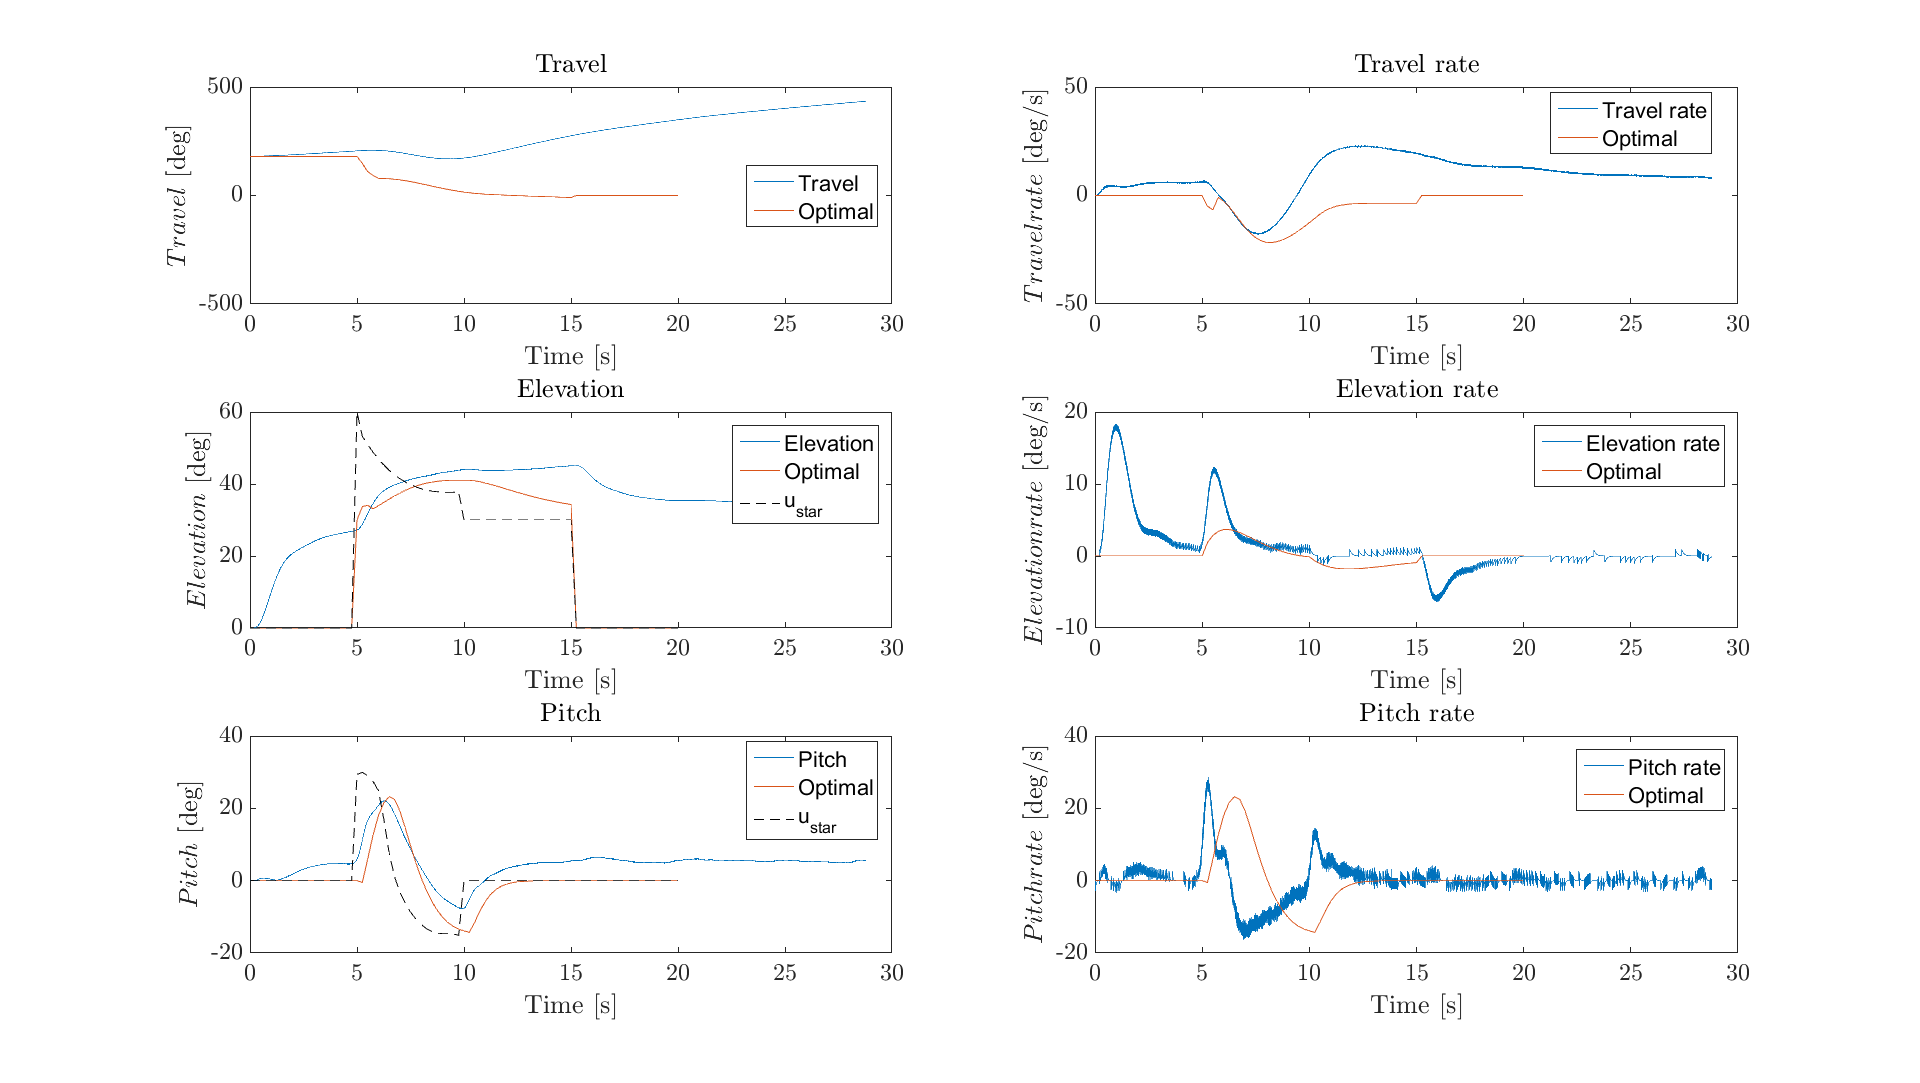 Travel
Travel [deg]
500
0
-500
Travel
Optimal
0 5 10 15 20 25 30
Time [s]
Travel rate
Travelrate [deg/s]
50
0
-50
Travel rate
Optimal
0 5 10 15 20 25 30
Time [s]
Elevation
Elevation [deg]
60
40
20
0
Elevation
Optimal
u_star
0 5 10 15 20 25 30
Time [s]
Elevation rate
Elevationrate [deg/s]
20
10
0
-10
Elevation rate
Optimal
0 5 10 15 20 25 30
Time [s]
Pitch
Pitch [deg]
40
20
0
-20
Pitch
Optimal
u_star
0 5 10 15 20 25 30
Time [s]
Pitch rate
Pitchrate [deg/s]
40
20
0
-20
Pitch rate
Optimal
0 5 10 15 20 25 30
Time [s]